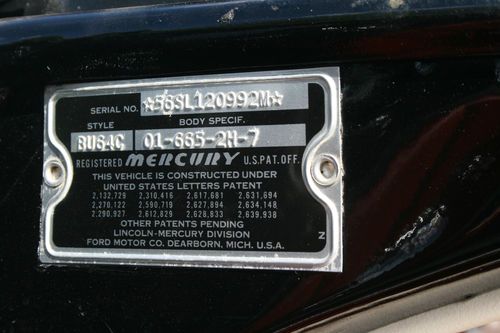 SERIAL NO. ☆56SL120992M☆
STYLE BODY SPECIF.
BU64C 01-665-2H-7
REGISTERED MERCURY U.S. PAT. OFF.
THIS VEHICLE IS CONSTRUCTED UNDER
UNITED STATES LETTERS PATENT
2,132,729 2,310,416 2,617,681 2,631,694
2,270,122 2,590,719 2,627,894 2,634,148
2,290,927 2,612,829 2,628,833 2,639,938
OTHER PATENTS PENDING
LINCOLN-MERCURY DIVISION
FORD MOTOR CO. DEARBORN, MICH. U.S.A. Z